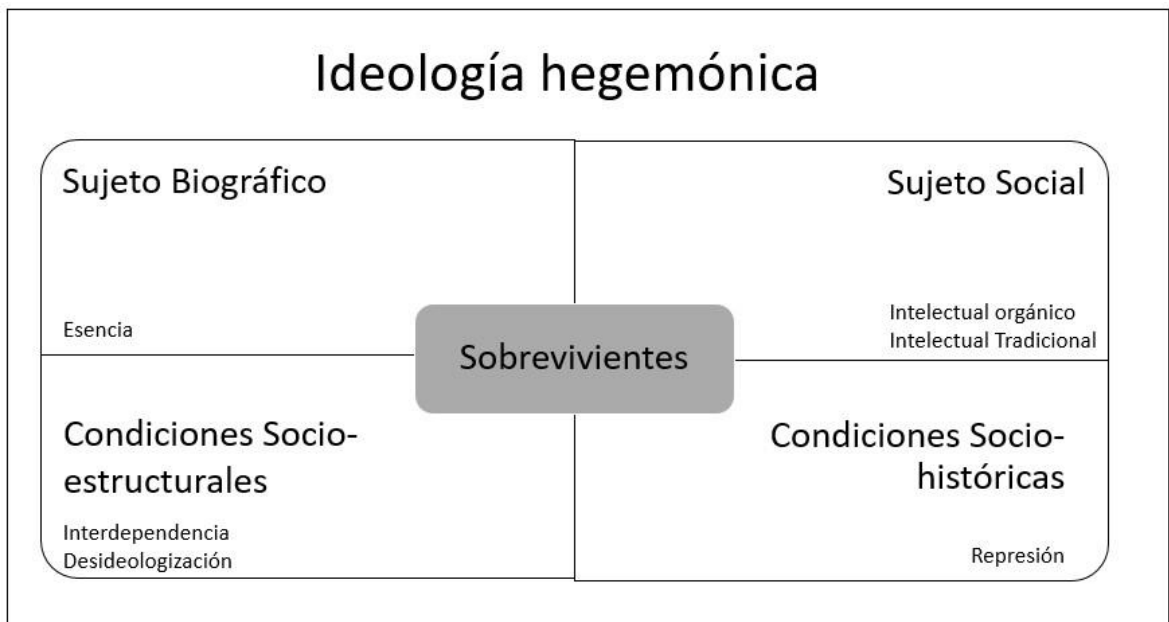 Ideología hegemónica
Sujeto Biográfico
Esencia
Sujeto Social
Intelectual orgánico
Intelectual Tradicional
Sobrevivientes
Condiciones Socio-
estructurales
Interdependencia
Desideologización
Condiciones Socio-
históricas
Represión